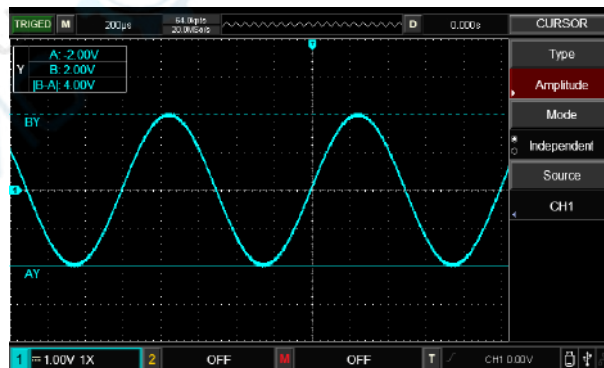 TRIGED M 200μs 64.0kpts D 0.000s CURSOR
20.0MSa/s
T
Type
Amplitude
Mode
Independent
Source
CH1
A: -2.00V
Y B: 2.00V
|B-A|: 4.00V
BY
1
AY
1 1.00V 1X 2 OFF M OFF T CH1 0.00V